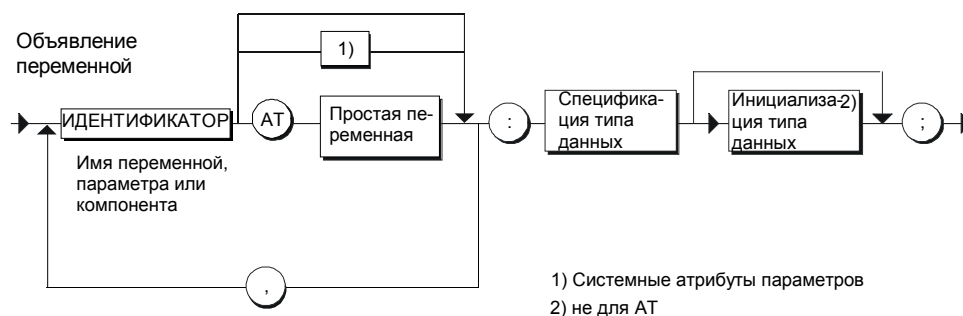 Объявление
переменной
1)
ИДЕНТИФИКАТОР
AT
Простая пе-
ременная
:
Специфика-
ция типа
данных
Инициализа-2)
ция типа
данных
;
Имя переменной,
параметра или
компонента
,
1) Системные атрибуты параметров
2) не для AT